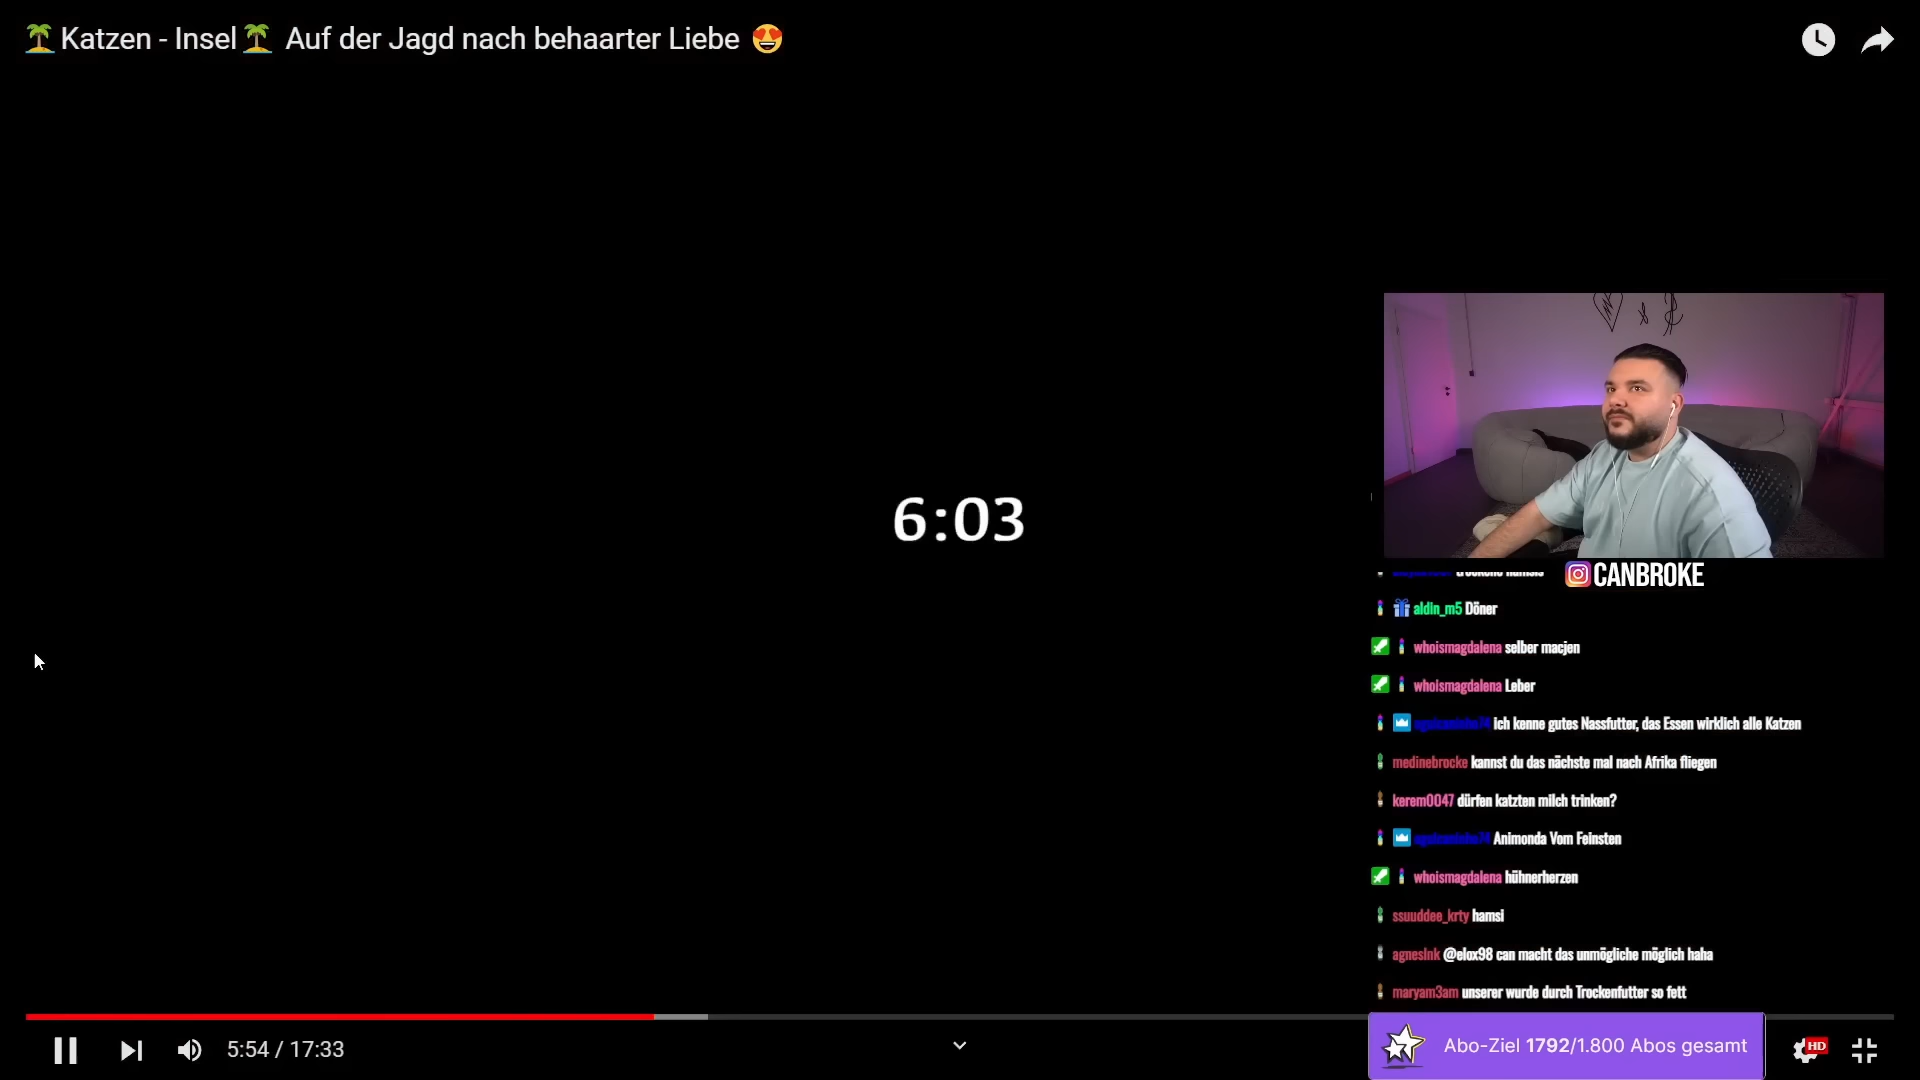 🌴Katzen - Insel🌴 Auf der Jagd nach behaarter Liebe 😍
6:03
CANBROKE
aldin_m5 Döner
whoismagdalena selber macjen
whoismagdalena Leber
ich kenne gutes Nassfutter, das Essen wirklich alle Katzen
medinebrocke kannst du das nächste mal nach Afrika fliegen
kerem0047 dürfen katzten milch trinken?
Animonda Vom Feinsten
whoismagdalena hühnerherzen
ssuuddee_krty hamsi
agneslnk @elox98 can macht das unmögliche möglich haha
maryam3am unserer wurde durch Trockenfutter so fett
5:54 / 17:33
Abo-Ziel 1792/1.800 Abos gesamt
HD